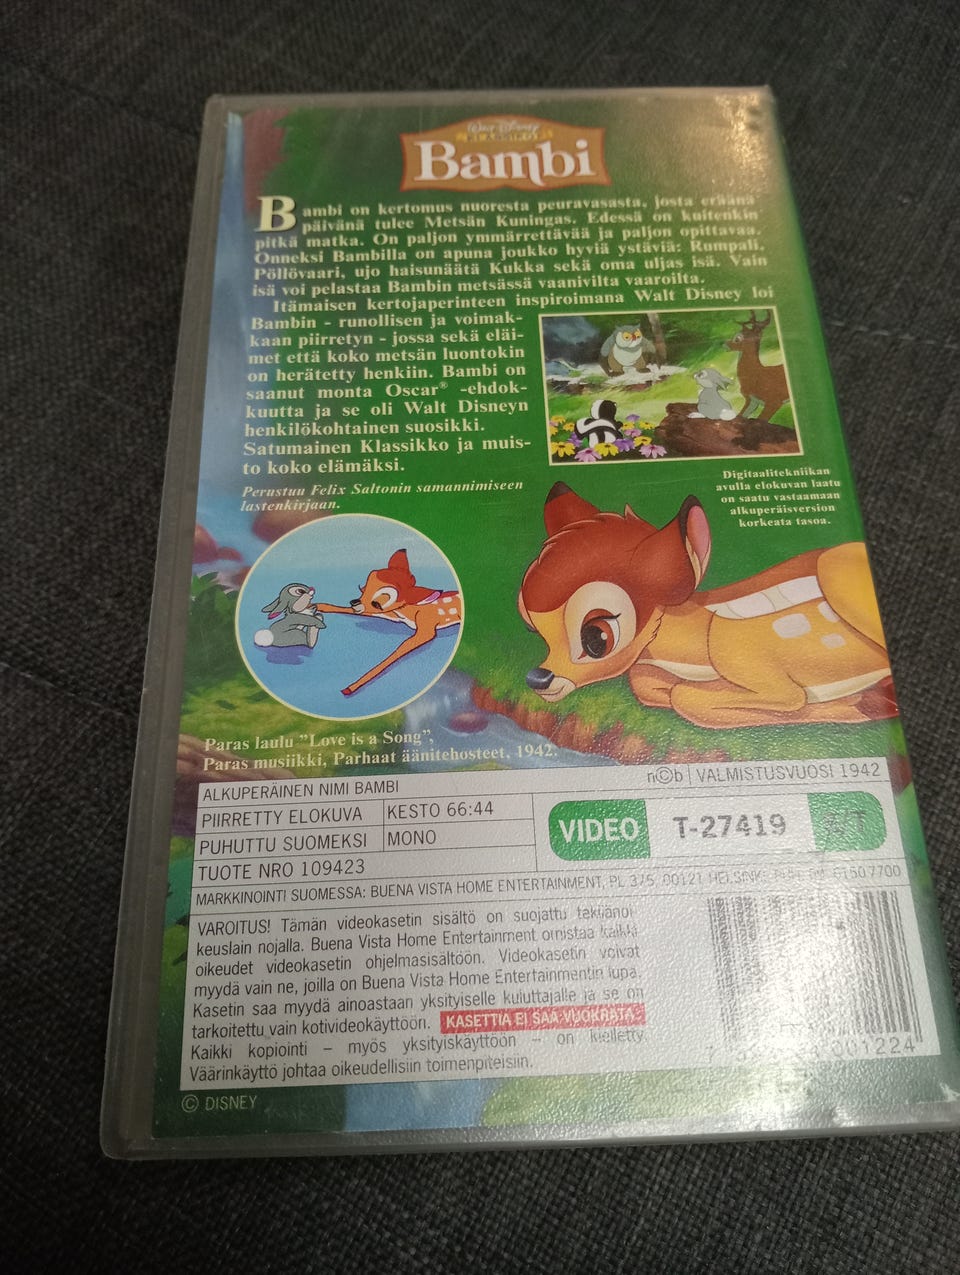 Walt Disney
KLASSIKOT
Bambi
Bambi on kertomus nuoresta peuravasasta, josta eräänä
päivänä tulee Metsän Kuningas. Edessä on kuitenkin
pitkä matka. On paljon ymmärrettävää ja paljon opittavaa.
Onneksi Bambilla on apuna joukko hyviä ystäviä: Rumpali,
Pöllövaari, ujo haisunäätä Kukka sekä oma uljas isä. Vain
isä voi pelastaa Bambin metsässä vaanivilta vaaroilta.
Itämaisen kertojaperinteen inspiroimana Walt Disney loi
Bambin - runollisen ja voimak-
kaan piirretyn - jossa sekä eläi-
met että koko metsän luontokin
on herätetty henkiin. Bambi on
saanut monta Oscar® -ehdok-
kuutta ja se oli Walt Disneyn
henkilökohtainen suosikki.
Satumainen Klassikko ja muis-
to koko elämäksi.
Perustuu Felix Saltonin samannimiseen
lastenkirjaan.
Digitaalitekniikan
avulla elokuvan laatu
on saatu vastaamaan
alkuperäisversion
korkeata tasoa.
Paras laulu "Love is a Song",
Paras musiikki, Parhaat äänitehosteet, 1942.
ALKUPERÄINEN NIMI BAMBI
n©b VALMISTUSVUOSI 1942
PIIRRETTY ELOKUVA KESTO 66:44
PUHUTTU SUOMEKSI MONO
VIDEO T-27419 S/T
TUOTE NRO 109423
MARKKINOINTI SUOMESSA: BUENA VISTA HOME ENTERTAINMENT, PL 375, 00121 HELSINKI 61507700
VAROITUS! Tämän videokasetin sisältö on suojattu tekijänoi-
keuslain nojalla. Buena Vista Home Entertainment omistaa kaikki
oikeudet videokasetin ohjelmasisältöön. Videokasetin voivat
myydä vain ne, joilla on Buena Vista Home Entertainmentin lupa.
Kasetin saa myydä ainoastaan yksityiselle kuluttajalle ja se on
tarkoitettu vain kotivideokäyttöön. KASETTIA EI SAA VUOKRATA.
Kaikki kopiointi – myös yksityiskäyttöön – on kielletty.
Väärinkäyttö johtaa oikeudellisiin toimenpiteisiin.
001224
© DISNEY